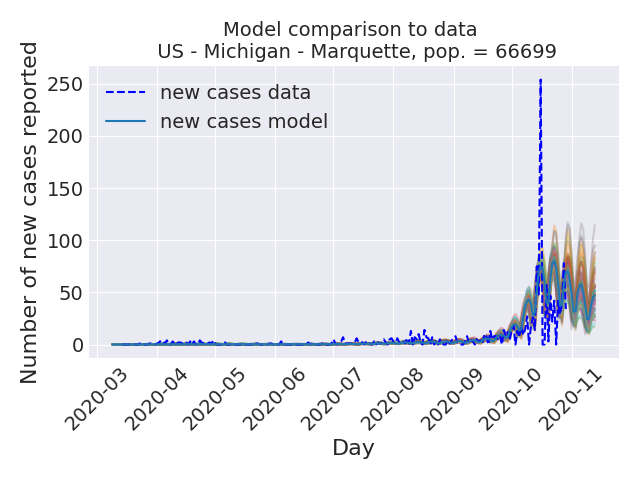 Model comparison to data
US - Michigan - Marquette, pop. = 66699
Number of new cases reported
250
200
150
100
50
0
new cases data
new cases model
2020-03
2020-04
2020-05
2020-06
2020-07
2020-08
2020-09
2020-10
2020-11
Day